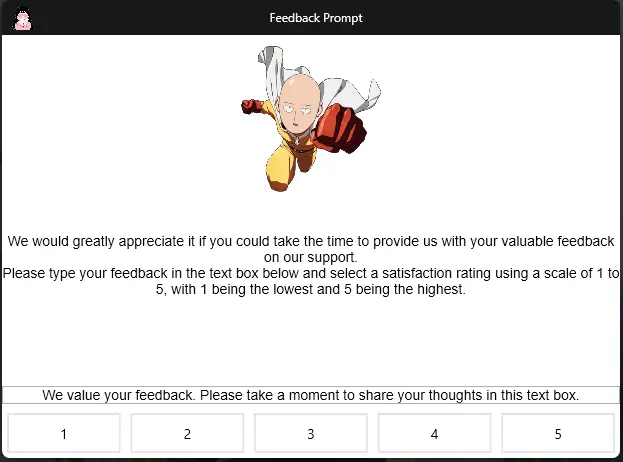 Feedback Prompt
We would greatly appreciate it if you could take the time to provide us with your valuable feedback
on our support.
Please type your feedback in the text box below and select a satisfaction rating using a scale of 1 to
5, with 1 being the lowest and 5 being the highest.
We value your feedback. Please take a moment to share your thoughts in this text box.
1 2 3 4 5